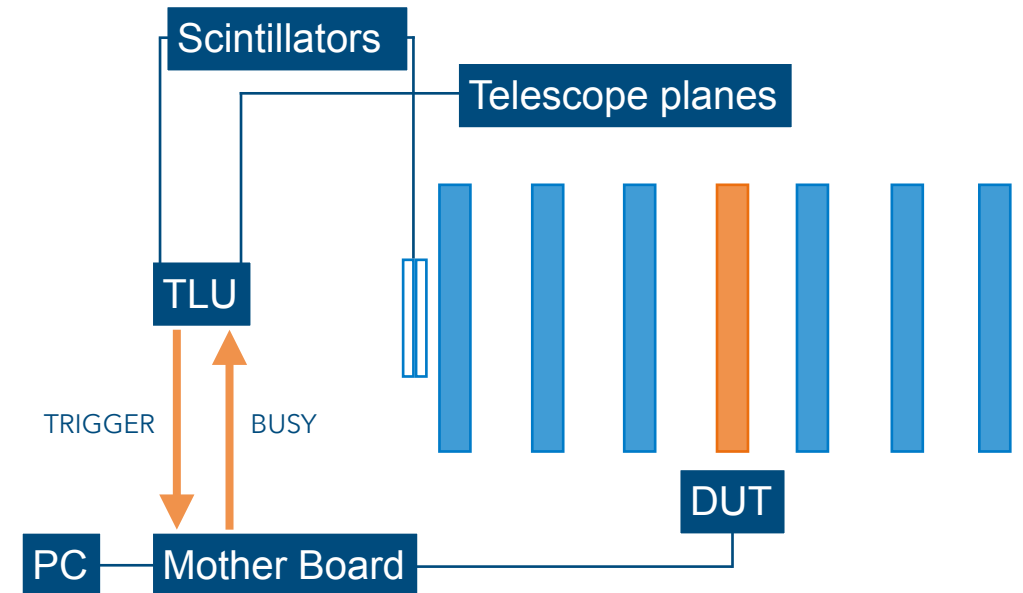 Scintillators
Telescope planes
TLU
TRIGGER
BUSY
DUT
PC
Mother Board